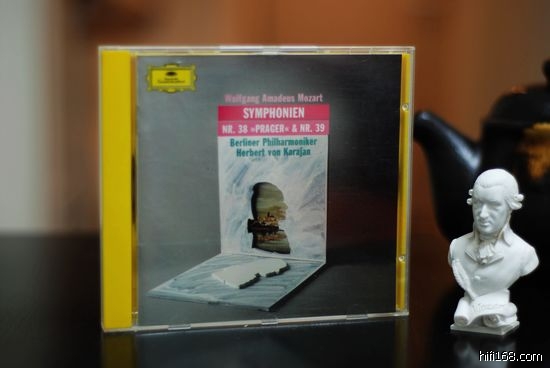 Wolfgang Amadeus Mozart
SYMPHONIEN
NR. 38 »PRAGER« & NR. 39
Berliner Philharmoniker
Herbert von Karajan
hifi168.com